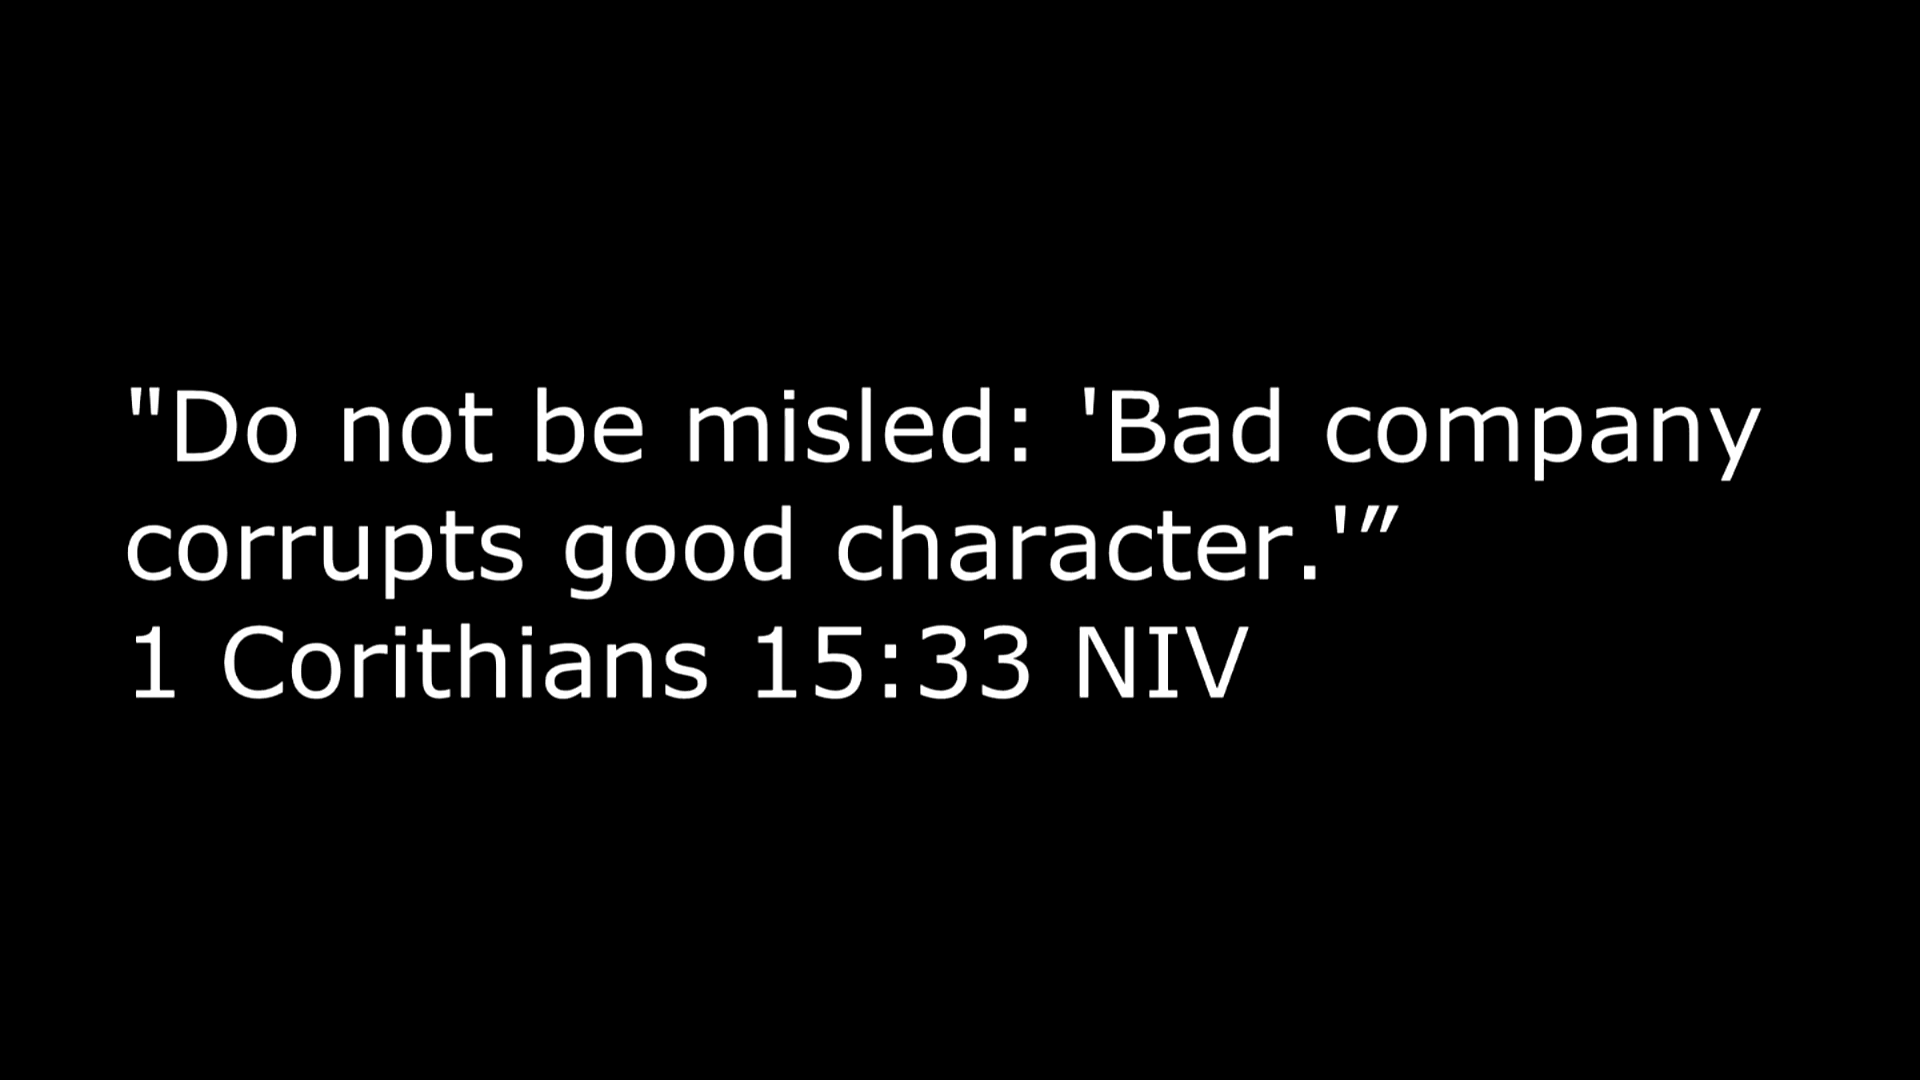 "Do not be misled: 'Bad company
corrupts good character.'”
1 Corithians 15:33 NIV